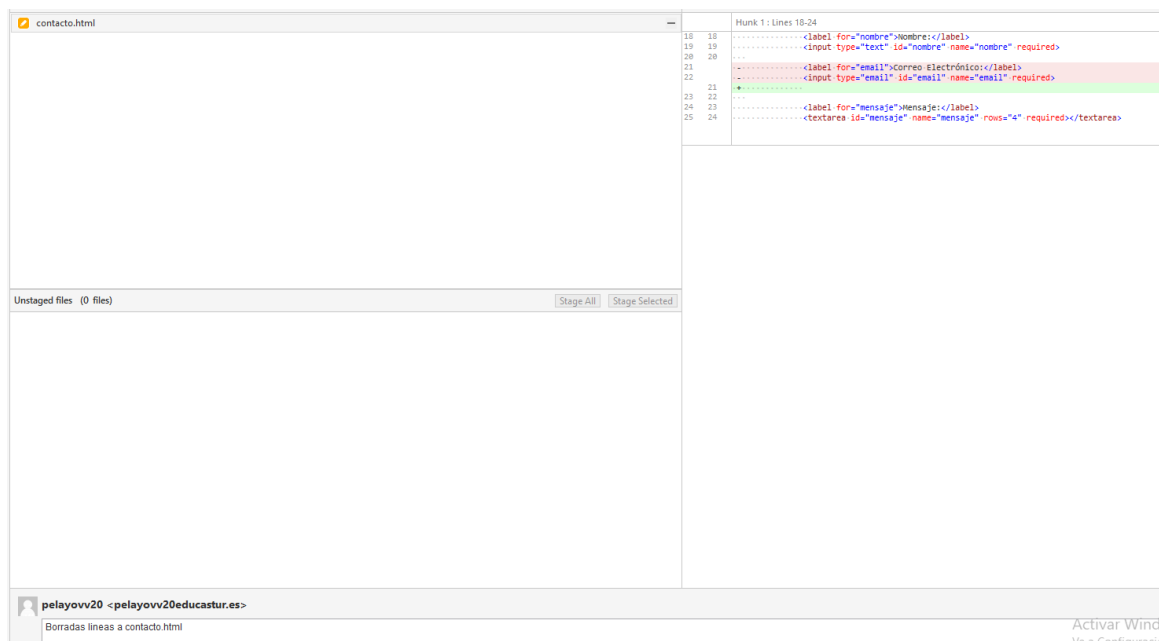 contacto.html
Hunk 1 : Lines 18-24
18 18 <label for="nombre">Nombre:</label>
19 19 <input type="text" id="nombre" name="nombre" required>
20 20
21 - <label for="email">Correo Electrónico:</label>
22 - <input type="email" id="email" name="email" required>
21 +
23 22
24 23 <label for="mensaje">Mensaje:</label>
25 24 <textarea id="mensaje" name="mensaje" rows="4" required></textarea>
Unstaged files (0 files)
Stage All
Stage Selected
pelayovv20 <pelayovv20educastur.es>
Borradas lineas a contacto.html
Activar Wind